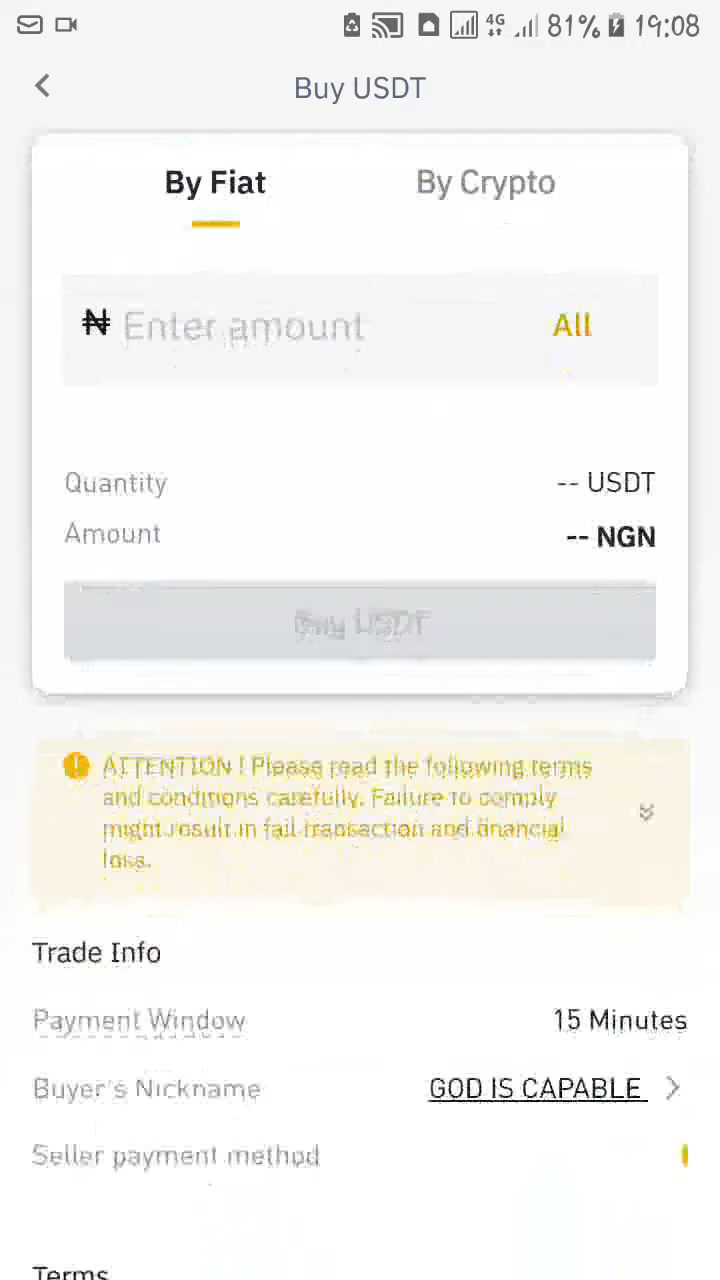 4G 81% 19:08
Buy USDT
By Fiat By Crypto
₦ Enter amount All
Quantity -- USDT
Amount -- NGN
Buy USDT
ATTENTION ! Please read the following terms
and conditions carefully. Failure to comply
might result in fail transaction and financial
loss.
Trade Info
Payment Window 15 Minutes
Buyer's Nickname GOD IS CAPABLE
Seller payment method
Terms